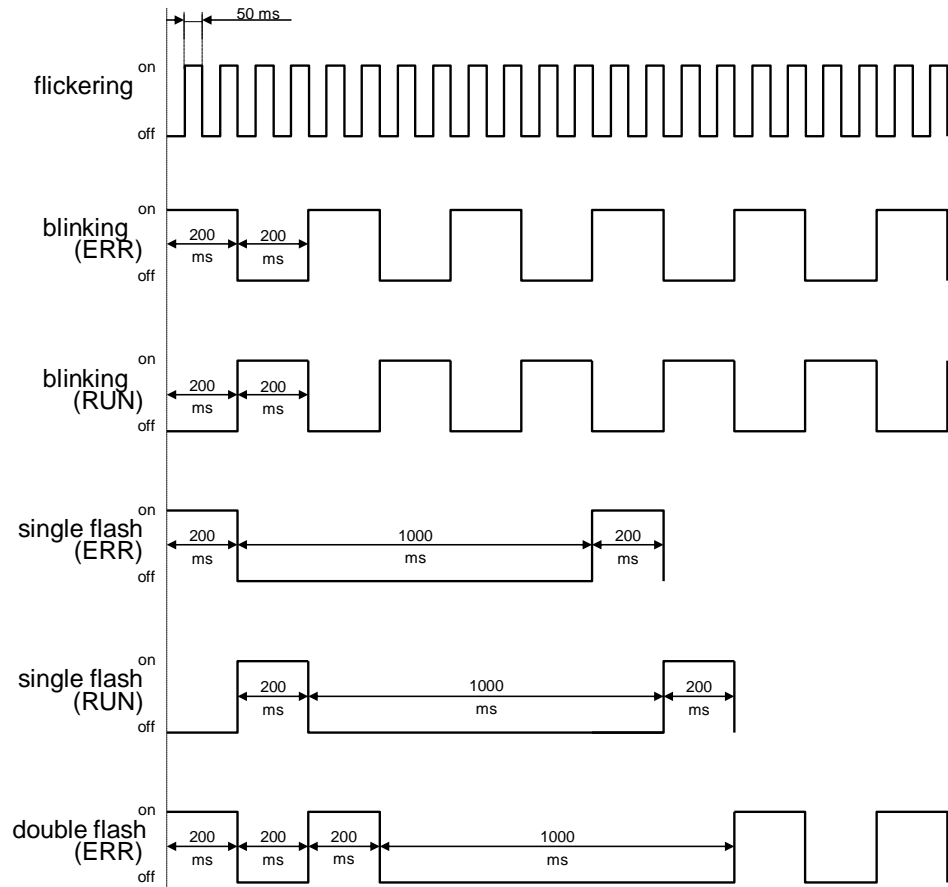 50 ms
on
flickering
off
on
blinking
(ERR)
200
ms
200
ms
off
on
blinking
(RUN)
200
ms
200
ms
off
on
single flash
(ERR)
200
ms
1000
ms
200
ms
off
on
single flash
(RUN)
200
ms
1000
ms
200
ms
off
on
double flash
(ERR)
200
ms
200
ms
200
ms
1000
ms
off